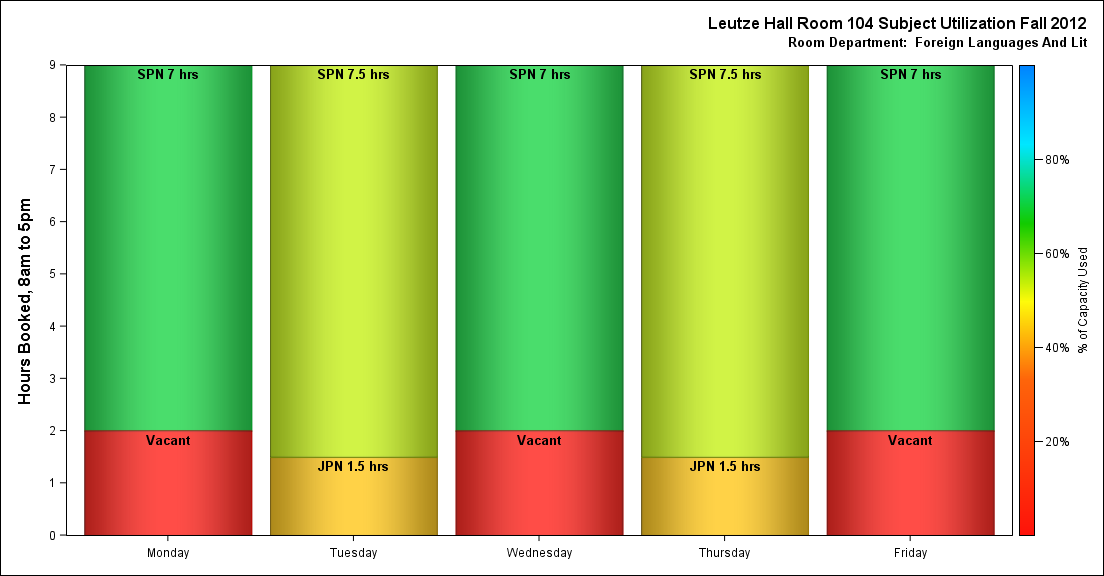 Leutze Hall Room 104 Subject Utilization Fall 2012
Room Department:  Foreign Languages And Lit
Hours Booked, 8am to 5pm
9
8
7
6
5
4
3
2
1
0
SPN 7 hrs
SPN 7.5 hrs
SPN 7 hrs
SPN 7.5 hrs
SPN 7 hrs
Vacant
JPN 1.5 hrs
Vacant
JPN 1.5 hrs
Vacant
Monday
Tuesday
Wednesday
Thursday
Friday
80%
60%
40%
20%
% of Capacity Used